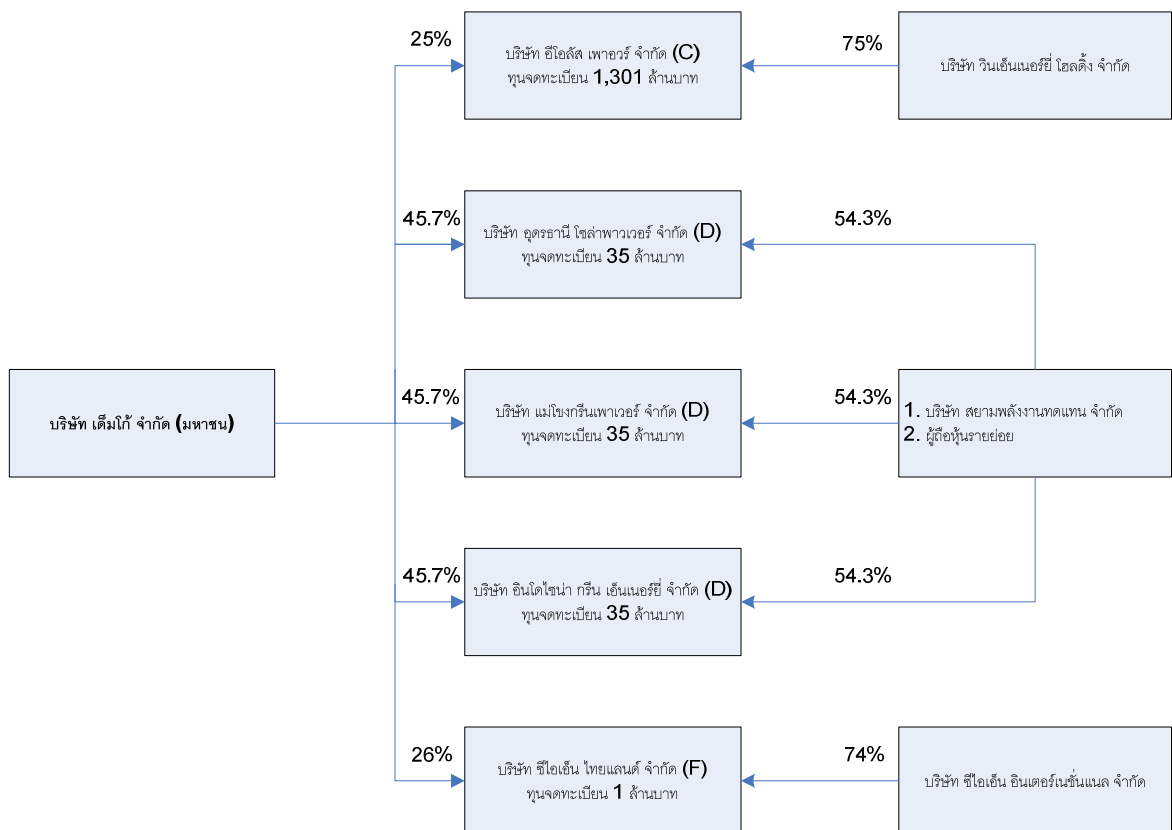 25%
บริษัท อีโอลัส เพาอวร์ จำกัด (C)
ทุนจดทะเบียน 1,301 ล้านบาท
75%
บริษัท วินเอ็นเนอร์ยี่ โฮลดิ้ง จำกัด
45.7%
บริษัท อุดรธานี โซล่าพาวเวอร์ จำกัด (D)
ทุนจดทะเบียน 35 ล้านบาท
54.3%
บริษัท เด็มโก้ จำกัด (มหาชน)
45.7%
บริษัท แม่โขงกรีนเพาเวอร์ จำกัด (D)
ทุนจดทะเบียน 35 ล้านบาท
54.3%
1. บริษัท สยามพลังงานทดแทน จำกัด
2. ผู้ถือหุ้นรายย่อย
45.7%
บริษัท อินโดไชน่า กรีน เอ็นเนอร์ยี่ จำกัด (D)
ทุนจดทะเบียน 35 ล้านบาท
54.3%
26%
บริษัท ซีไอเอ็น ไทยแลนด์ จำกัด (F)
ทุนจดทะเบียน 1 ล้านบาท
74%
บริษัท ซีไอเอ็น อินเตอร์เนชั่นแนล จำกัด